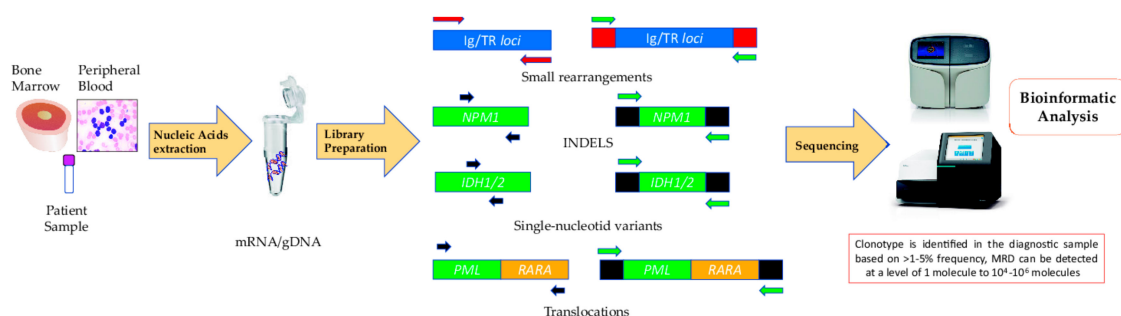 Bone
Marrow
Peripheral
Blood
Patient
Sample
Nucleic Acids
extraction
mRNA/gDNA
Library
Preparation
Ig/TR loci
Ig/TR loci
Small rearrangements
NPM1
NPM1
INDELS
IDH1/2
IDH1/2
Single-nucleotid variants
PML
RARA
PML
RARA
Translocations
Sequencing
Bioinformatic
Analysis
Clonotype is identified in the diagnostic sample
based on >1-5% frequency, MRD can be detected
at a level of 1 molecule to 10⁴-10⁶ molecules